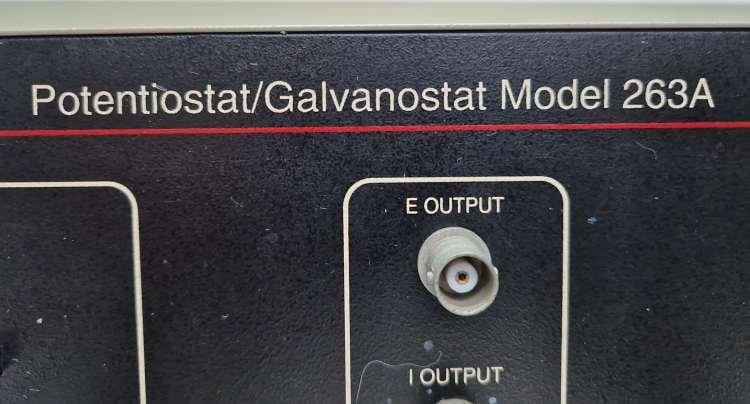 Potentiostat/Galvanostat Model 263A
E OUTPUT
I OUTPUT